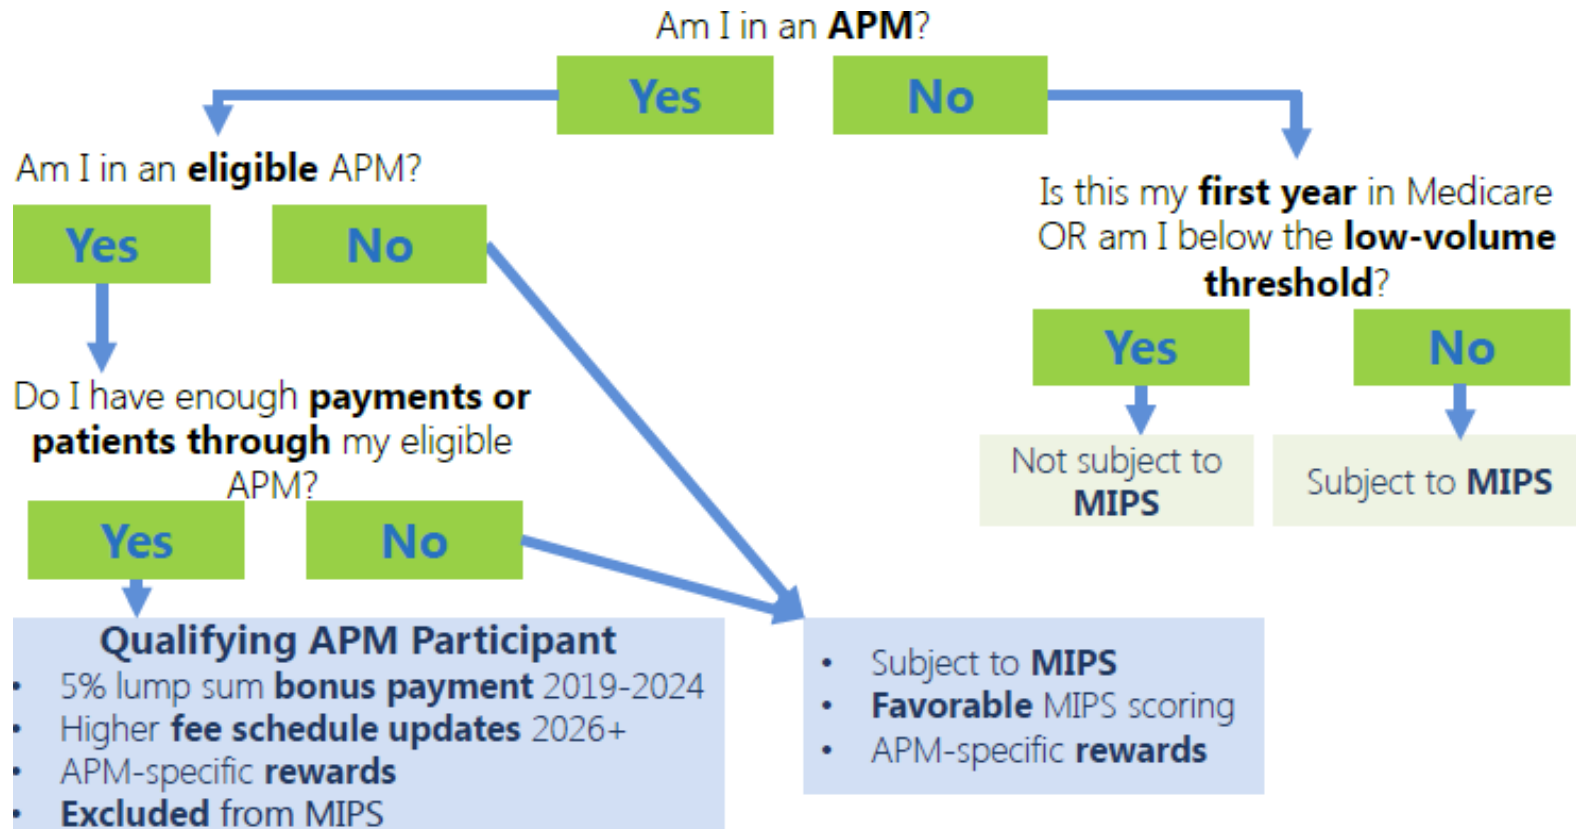 Am I in an APM?
Yes
No
Am I in an eligible APM?
Yes
No
Do I have enough payments or
patients through my eligible
APM?
Yes
No
Qualifying APM Participant
• 5% lump sum bonus payment 2019-2024
• Higher fee schedule updates 2026+
• APM-specific rewards
• Excluded from MIPS
• Subject to MIPS
• Favorable MIPS scoring
• APM-specific rewards
Is this my first year in Medicare
OR am I below the low-volume
threshold?
Yes
No
Not subject to
MIPS
Subject to MIPS